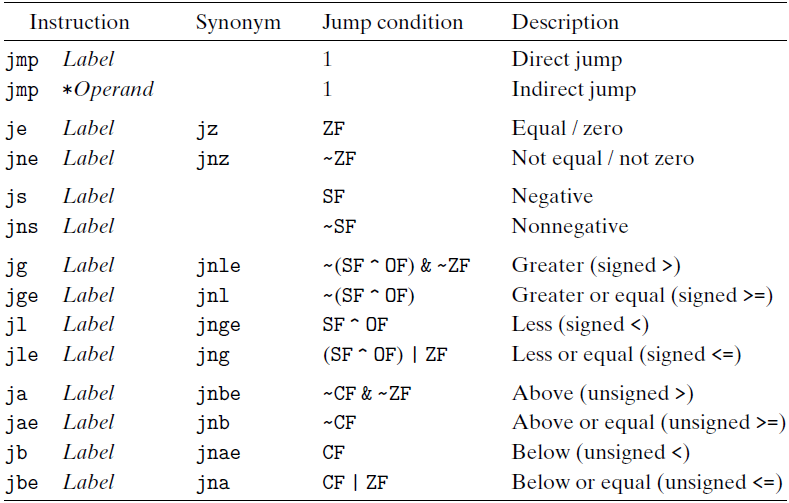 Instruction Synonym Jump condition Description
jmp Label 1 Direct jump
jmp *Operand 1 Indirect jump
je Label jz ZF Equal / zero
jne Label jnz ~ZF Not equal / not zero
js Label SF Negative
jns Label ~SF Nonnegative
jg Label jnle ~(SF ^ OF) & ~ZF Greater (signed >)
jge Label jnl ~(SF ^ OF) Greater or equal (signed >=)
jl Label jnge SF ^ OF Less (signed <)
jle Label jng (SF ^ OF) | ZF Less or equal (signed <=)
ja Label jnbe ~CF & ~ZF Above (unsigned >)
jae Label jnb ~CF Above or equal (unsigned >=)
jb Label jnae CF Below (unsigned <)
jbe Label jna CF | ZF Below or equal (unsigned <=)